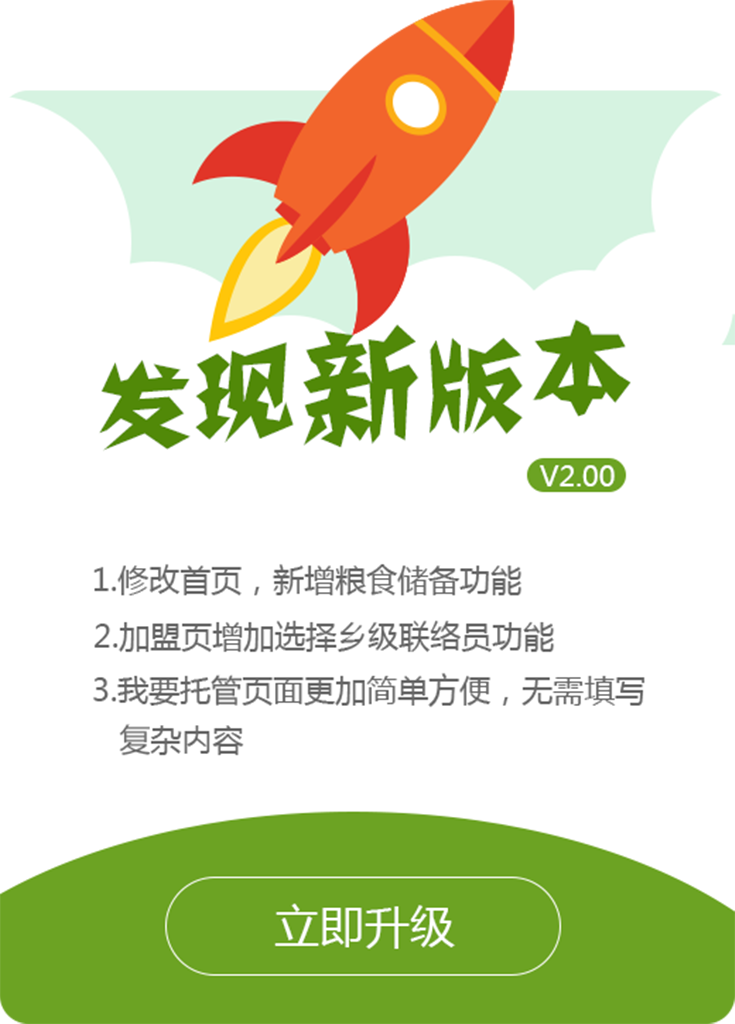 发现新版本
V2.00
1.修改首页，新增粮食储备功能
2.加盟页增加选择乡级联络员功能
3.我要托管页面更加简单方便，无需填写
复杂内容
立即升级